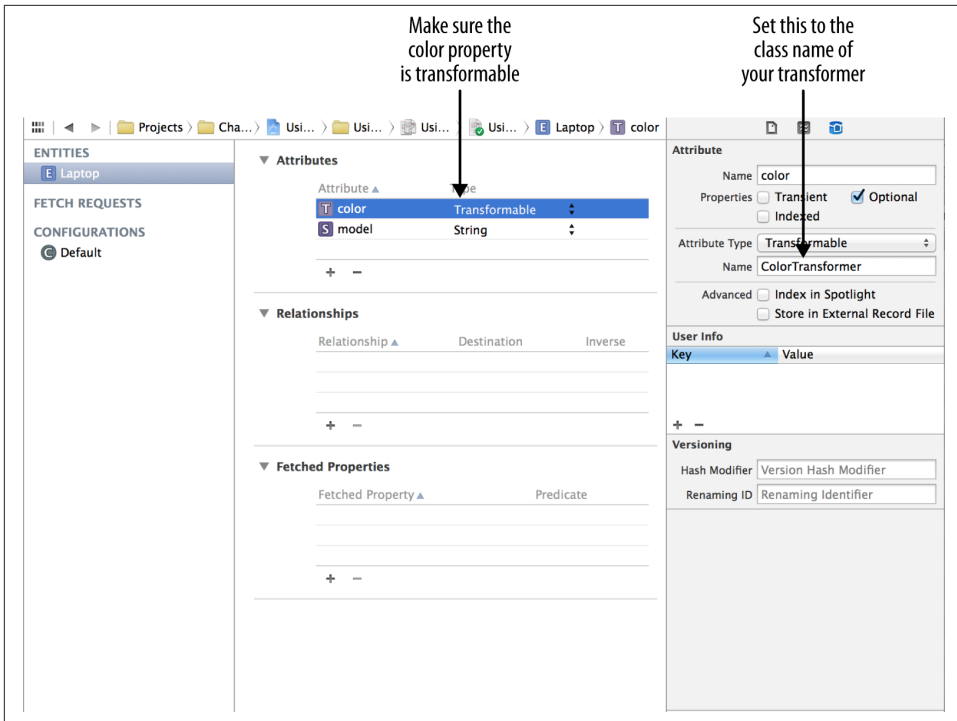 Make sure the
color property
is transformable
Set this to the
class name of
your transformer
Projects Cha... Usi... Usi... Usi... Usi... E Laptop T color
ENTITIES
E Laptop
FETCH REQUESTS
CONFIGURATIONS
C Default
Attributes
Attribute Type
T color Transformable
S model String
+ −
Relationships
Relationship Destination Inverse
+ −
Fetched Properties
Fetched Property Predicate
+ −
Attribute
Name color
Properties Transient Optional
Indexed
Attribute Type Transformable
Name ColorTransformer
Advanced Index in Spotlight
Store in External Record File
User Info
Key Value
+ −
Versioning
Hash Modifier Version Hash Modifier
Renaming ID Renaming Identifier